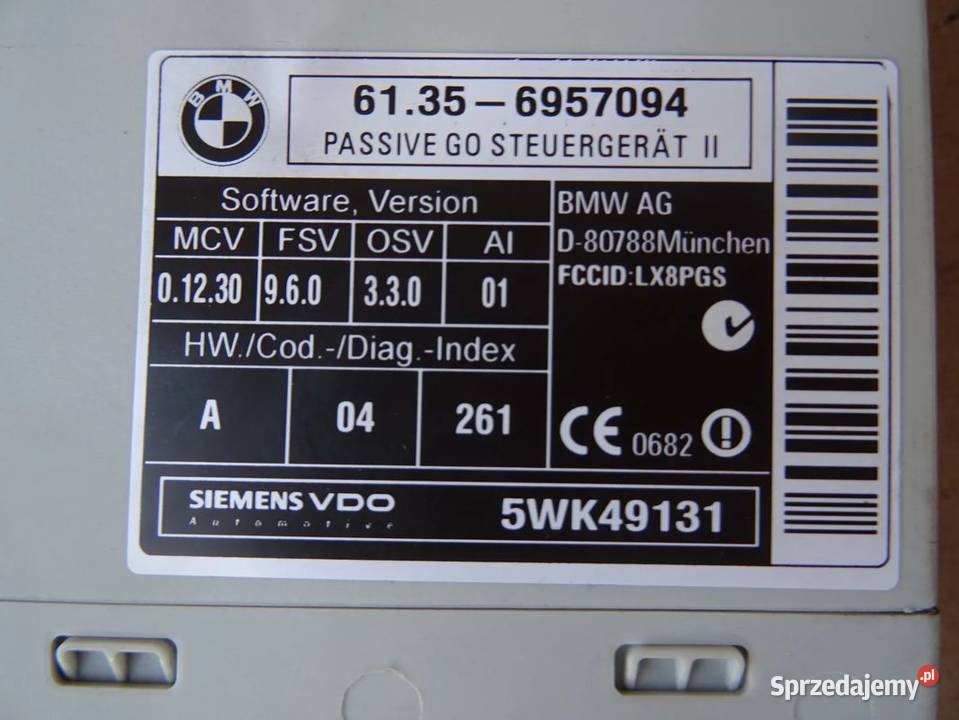 BMW
61.35 – 6957094
PASSIVE GO STEUERGERÄT II
Software, Version
MCV FSV OSV AI
0.12.30 9.6.0 3.3.0 01
HW./Cod.-/Diag.-Index
A 04 261
BMW AG
D-80788München
FCCID:LX8PGS
CE 0682
SIEMENS VDO
Automotive
5WK49131
Sprzedajemy.pl